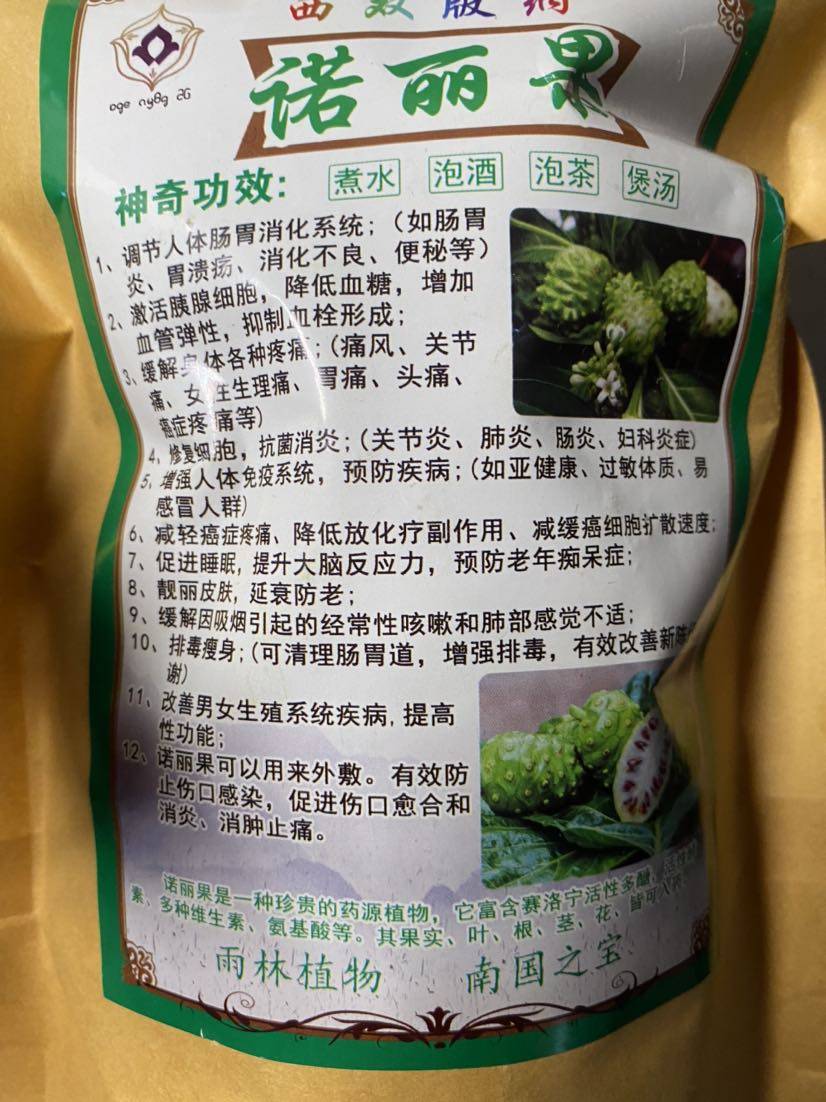 西双版纳
oge ny8g 2G
诺丽果
神奇功效： 煮水 泡酒 泡茶 煲汤
1、调节人体肠胃消化系统；（如肠胃
炎、胃溃疡、消化不良、便秘等）
2、激活胰腺细胞，降低血糖，增加
血管弹性，抑制血栓形成；
3、缓解身体各种疼痛；（痛风、关节
痛、女性生理痛、胃痛、头痛、
癌症疼痛等）
4、修复细胞，抗菌消炎；（关节炎、肺炎、肠炎、妇科炎症）
5、增强人体免疫系统，预防疾病；（如亚健康、过敏体质、易
感冒人群）
6、减轻癌症疼痛、降低放化疗副作用、减缓癌细胞扩散速度；
7、促进睡眠，提升大脑反应力，预防老年痴呆症；
8、靓丽皮肤，延衰防老；
9、缓解因吸烟引起的经常性咳嗽和肺部感觉不适；
10、排毒瘦身；（可清理肠胃道，增强排毒，有效改善新陈
谢）
11、改善男女生殖系统疾病，提高
性功能；
12、诺丽果可以用来外敷。有效防
止伤口感染，促进伤口愈合和
消炎、消肿止痛。
诺丽果是一种珍贵的药源植物，它富含赛洛宁活性多醣、活性
素、多种维生素、氨基酸等。其果实、叶、根、茎、花、皆可入
雨林植物 南国之宝